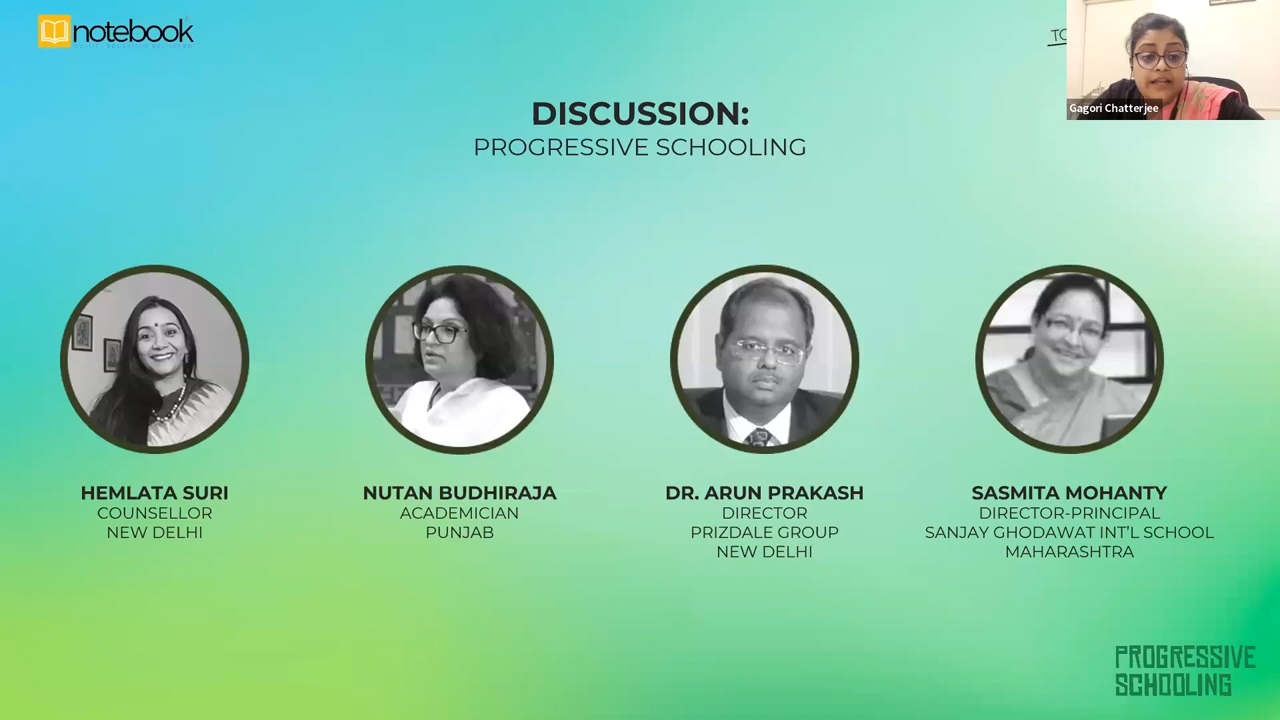 notebook
TO
Gagori Chatterjee
DISCUSSION:
PROGRESSIVE SCHOOLING
HEMLATA SURI
COUNSELLOR
NEW DELHI
NUTAN BUDHIRAJA
ACADEMICIAN
PUNJAB
DR. ARUN PRAKASH
DIRECTOR
PRIZDALE GROUP
NEW DELHI
SASMITA MOHANTY
DIRECTOR-PRINCIPAL
SANJAY GHODAWAT INT'L SCHOOL
MAHARASHTRA
PROGRESSIVE
SCHOOLING